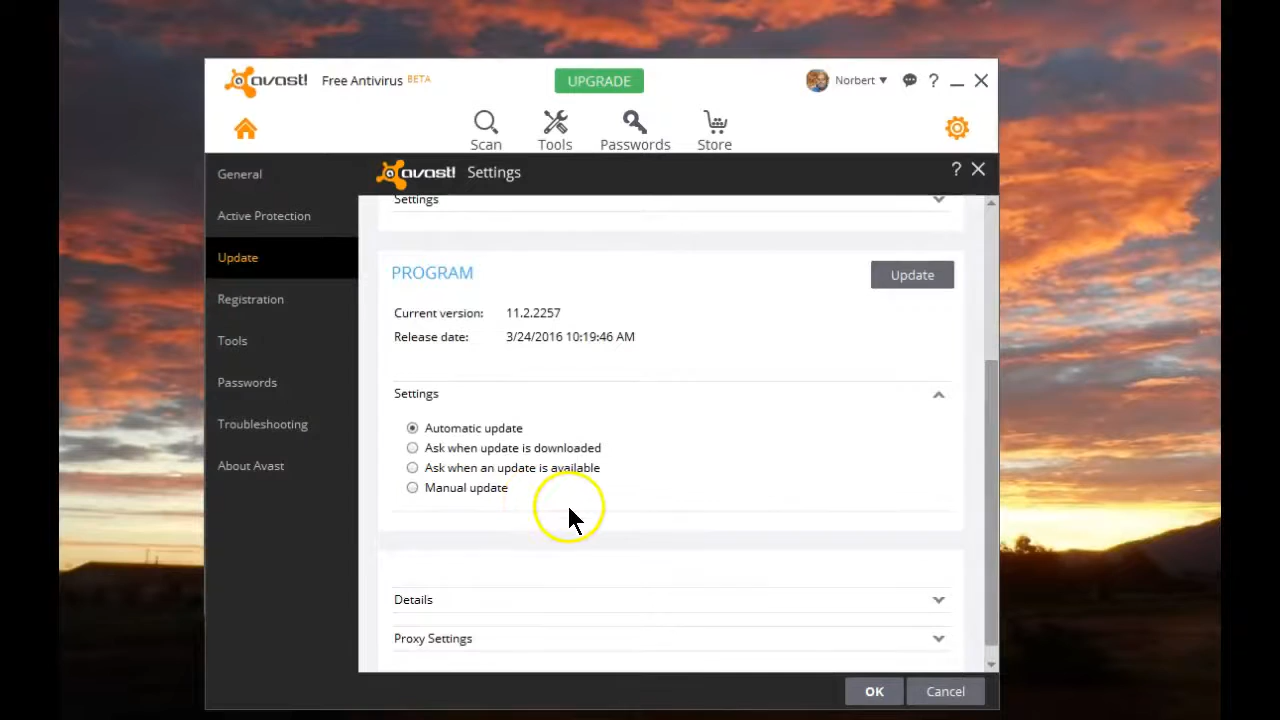 avast! Free Antivirus BETA UPGRADE Norbert ?
Scan Tools Passwords Store
General
Active Protection
Update
Registration
Tools
Passwords
Troubleshooting
About Avast
avast! Settings ?
Settings
PROGRAM Update
Current version: 11.2.2257
Release date: 3/24/2016 10:19:46 AM
Settings
Automatic update
Ask when update is downloaded
Ask when an update is available
Manual update
Details
Proxy Settings
OK Cancel